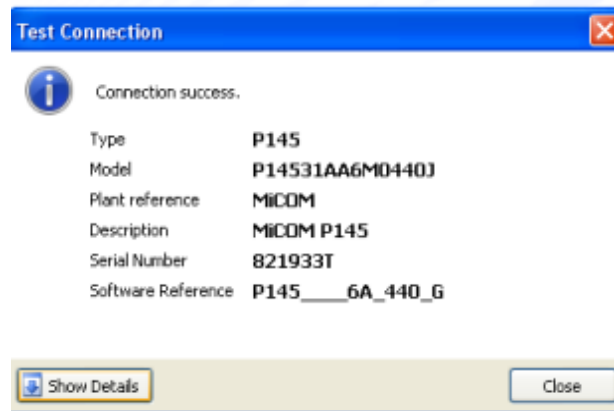 Test Connection
Connection success.
Type P145
Model P14531AA6M0440J
Plant reference MiCOM
Description MiCOM P145
Serial Number 821933T
Software Reference P145____6A_440_G
Show Details
Close